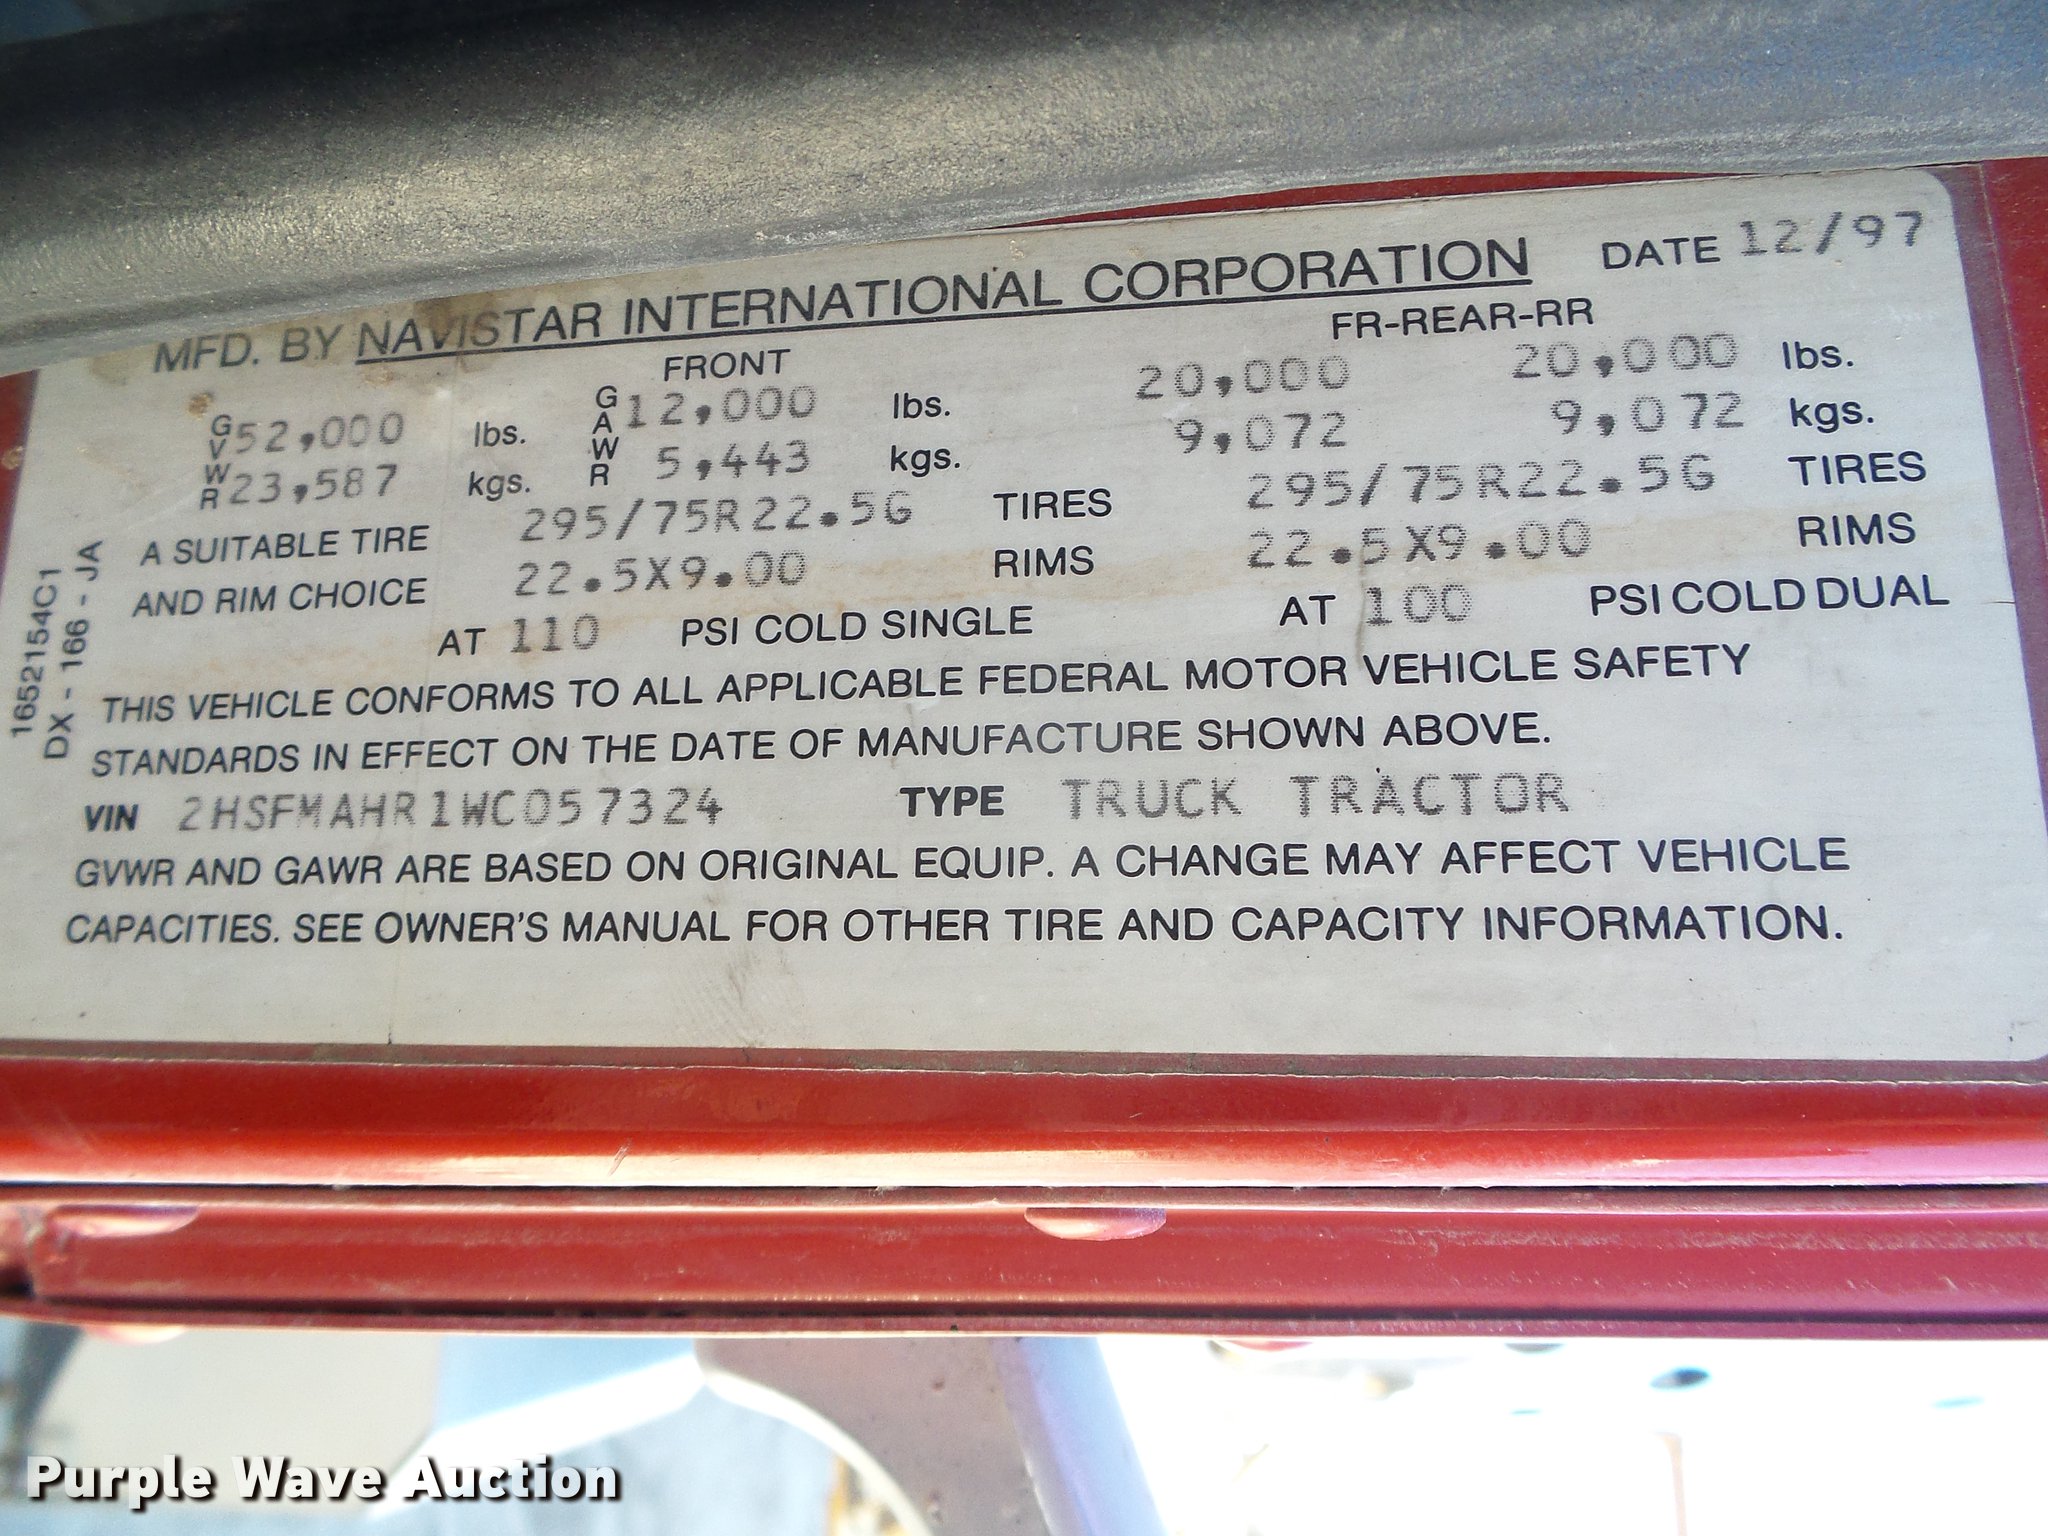 MFD. BY NAVISTAR INTERNATIONAL CORPORATION DATE 12/97
FRONT FR-REAR-RR
GVWR 52,000 lbs. GAWR 12,000 lbs. 20,000 20,000 lbs.
23,587 kgs. 5,443 kgs. 9,072 9,072 kgs.
A SUITABLE TIRE 295/75R22.5G TIRES 295/75R22.5G TIRES
AND RIM CHOICE 22.5X9.00 RIMS 22.5X9.00 RIMS
AT 110 PSI COLD SINGLE AT 100 PSI COLD DUAL
THIS VEHICLE CONFORMS TO ALL APPLICABLE FEDERAL MOTOR VEHICLE SAFETY
STANDARDS IN EFFECT ON THE DATE OF MANUFACTURE SHOWN ABOVE.
VIN 2HSFMAHR1WC057324 TYPE TRUCK TRACTOR
GVWR AND GAWR ARE BASED ON ORIGINAL EQUIP. A CHANGE MAY AFFECT VEHICLE
CAPACITIES. SEE OWNER'S MANUAL FOR OTHER TIRE AND CAPACITY INFORMATION.
1652154C1
DX - 166 - JA
Purple Wave Auction